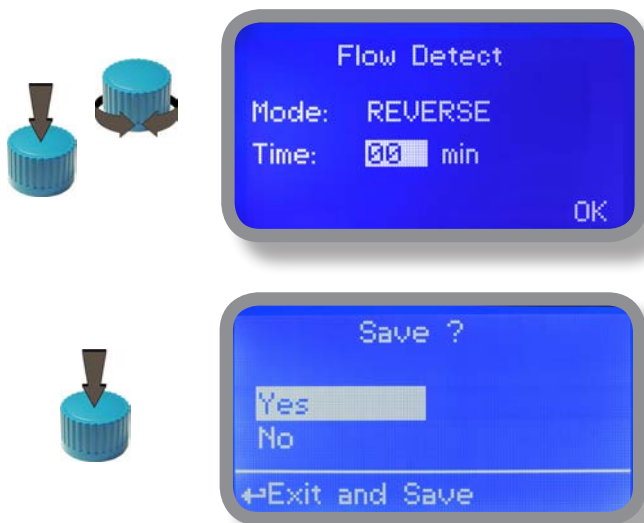 Flow Detect
Mode: REVERSE
Time: 00 min
OK
Save ?
Yes
No
↩Exit and Save